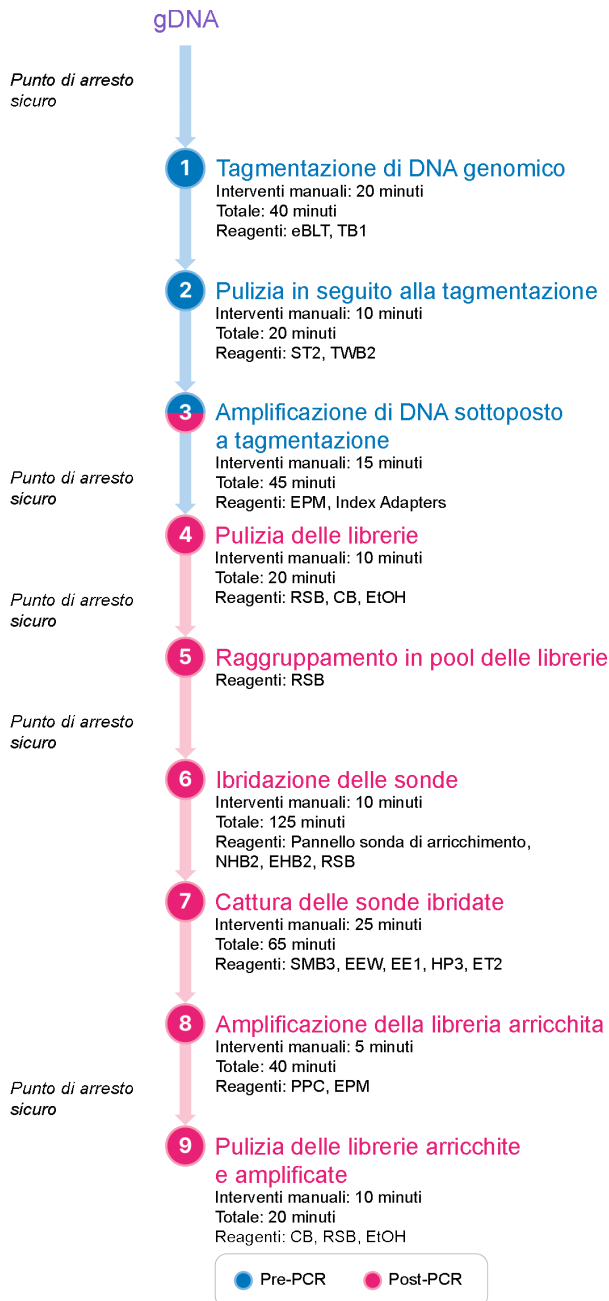 gDNA
Punto di arresto
sicuro
1
Tagmentazione di DNA genomico
Interventi manuali: 20 minuti
Totale: 40 minuti
Reagenti: eBLT, TB1
2
Pulizia in seguito alla tagmentazione
Interventi manuali: 10 minuti
Totale: 20 minuti
Reagenti: ST2, TWB2
3
Amplificazione di DNA sottoposto
a tagmentazione
Interventi manuali: 15 minuti
Totale: 45 minuti
Reagenti: EPM, Index Adapters
Punto di arresto
sicuro
4
Pulizia delle librerie
Interventi manuali: 10 minuti
Totale: 20 minuti
Reagenti: RSB, CB, EtOH
Punto di arresto
sicuro
5
Raggruppamento in pool delle librerie
Reagenti: RSB
Punto di arresto
sicuro
6
Ibridazione delle sonde
Interventi manuali: 10 minuti
Totale: 125 minuti
Reagenti: Pannello sonda di arricchimento,
NHB2, EHB2, RSB
7
Cattura delle sonde ibridate
Interventi manuali: 25 minuti
Totale: 65 minuti
Reagenti: SMB3, EEW, EE1, HP3, ET2
8
Amplificazione della libreria arricchita
Interventi manuali: 5 minuti
Totale: 40 minuti
Reagenti: PPC, EPM
Punto di arresto
sicuro
9
Pulizia delle librerie arricchite
e amplificate
Interventi manuali: 10 minuti
Totale: 20 minuti
Reagenti: CB, RSB, EtOH
Pre-PCR
Post-PCR